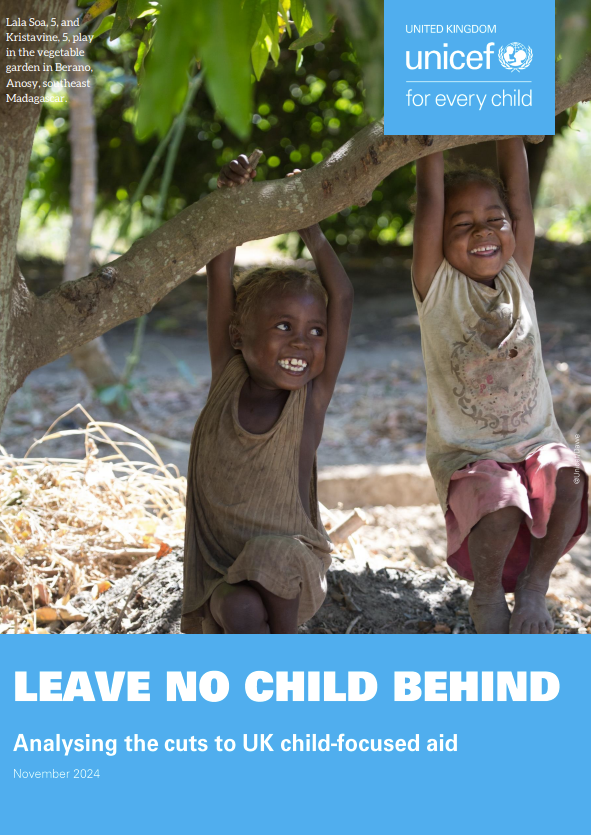 Lala Soa, 5, and
Kristavine, 5, play
in the vegetable
garden in Berano,
Anosy, southeast
Madagascar.
UNITED KINGDOM
unicef
for every child
LEAVE NO CHILD BEHIND
Analysing the cuts to UK child-focused aid
November 2024